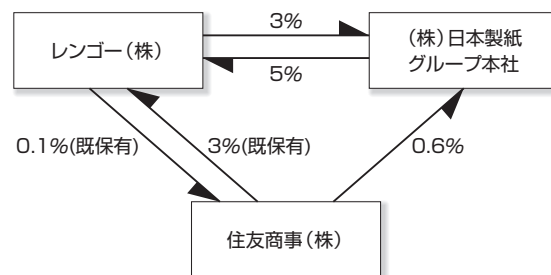 3%
レンゴー(株)
(株)日本製紙
グループ本社
5%
0.1%(既保有)
3%(既保有)
0.6%
住友商事(株)